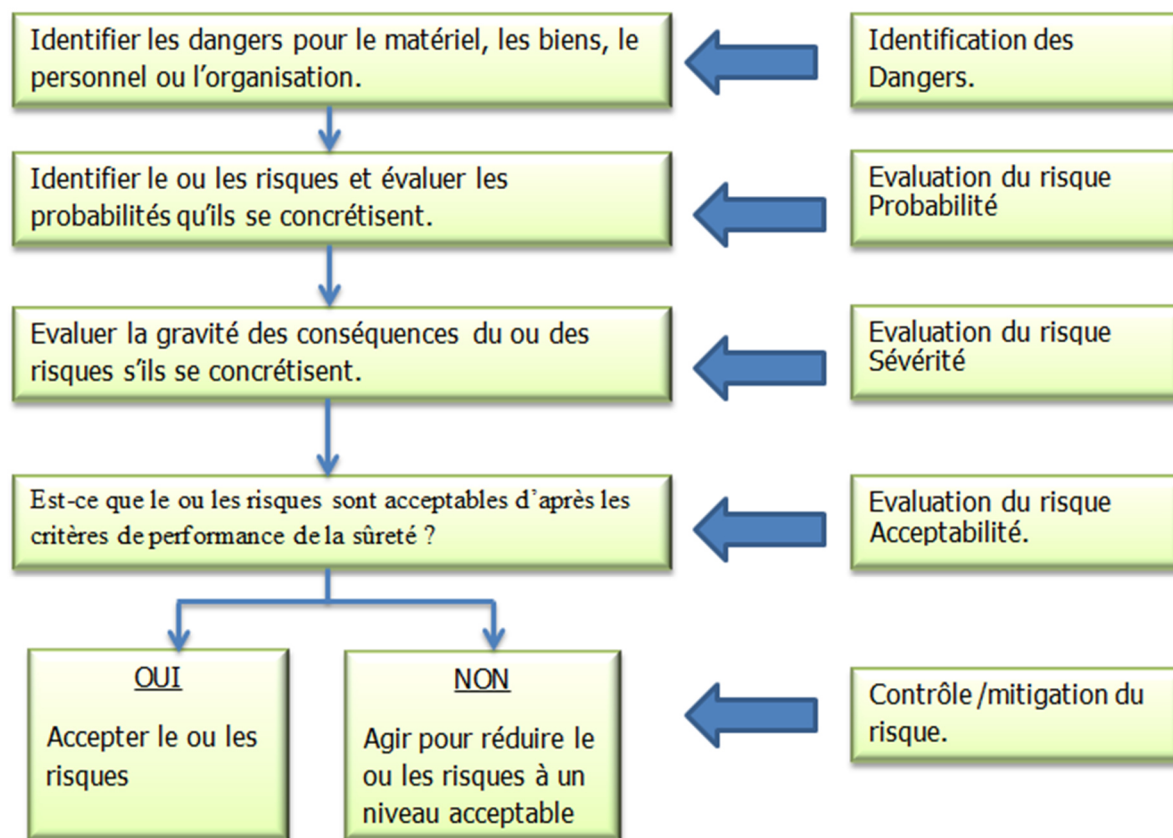 Identifier les dangers pour le matériel, les biens, le
personnel ou l'organisation.
Identification des
Dangers.
Identifier le ou les risques et évaluer les
probabilités qu'ils se concrétisent.
Evaluation du risque
Probabilité
Evaluer la gravité des conséquences du ou des
risques s'ils se concrétisent.
Evaluation du risque
Sévérité
Est-ce que le ou les risques sont acceptables d'après les
critères de performance de la sûreté ?
Evaluation du risque
Acceptabilité.
OUI
Accepter le ou les
risques
NON
Agir pour réduire le
ou les risques à un
niveau acceptable
Contrôle/mitigation du
risque.